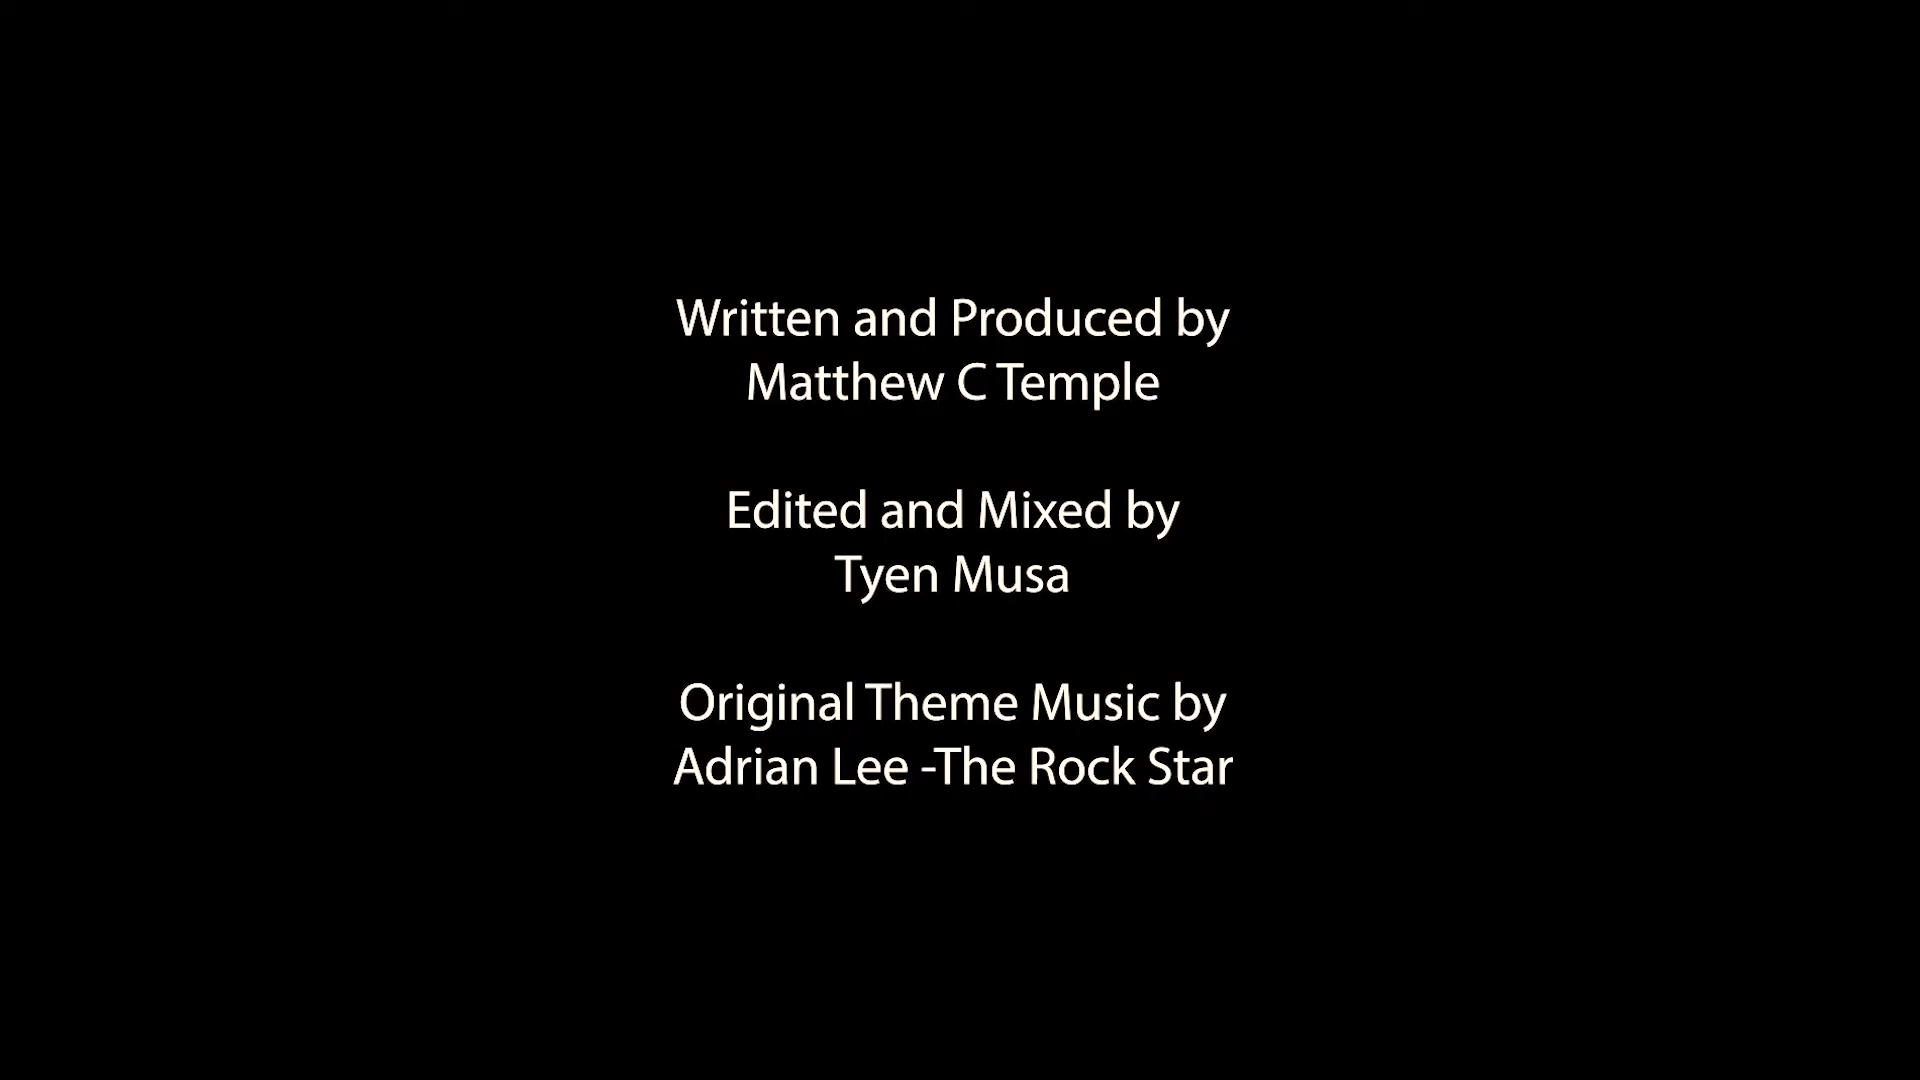 Written and Produced by
Matthew C Temple
Edited and Mixed by
Tyen Musa
Original Theme Music by
Adrian Lee -The Rock Star